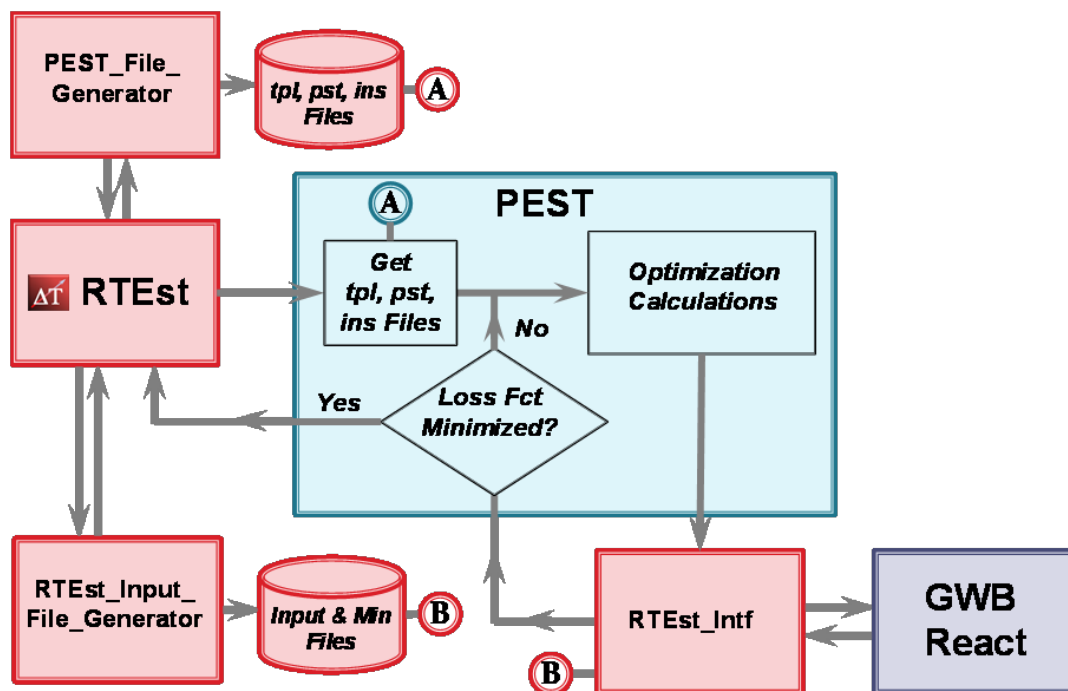 PEST_File_
Generator
tpl, pst, ins
Files
A
A
PEST
Get
tpl, pst,
ins Files
Optimization
Calculations
ΔT
RTEst
No
Yes
Loss Fct
Minimized?
RTEst_Input_
File_Generator
Input & Min
Files
B
RTEst_Intf
B
GWB
React